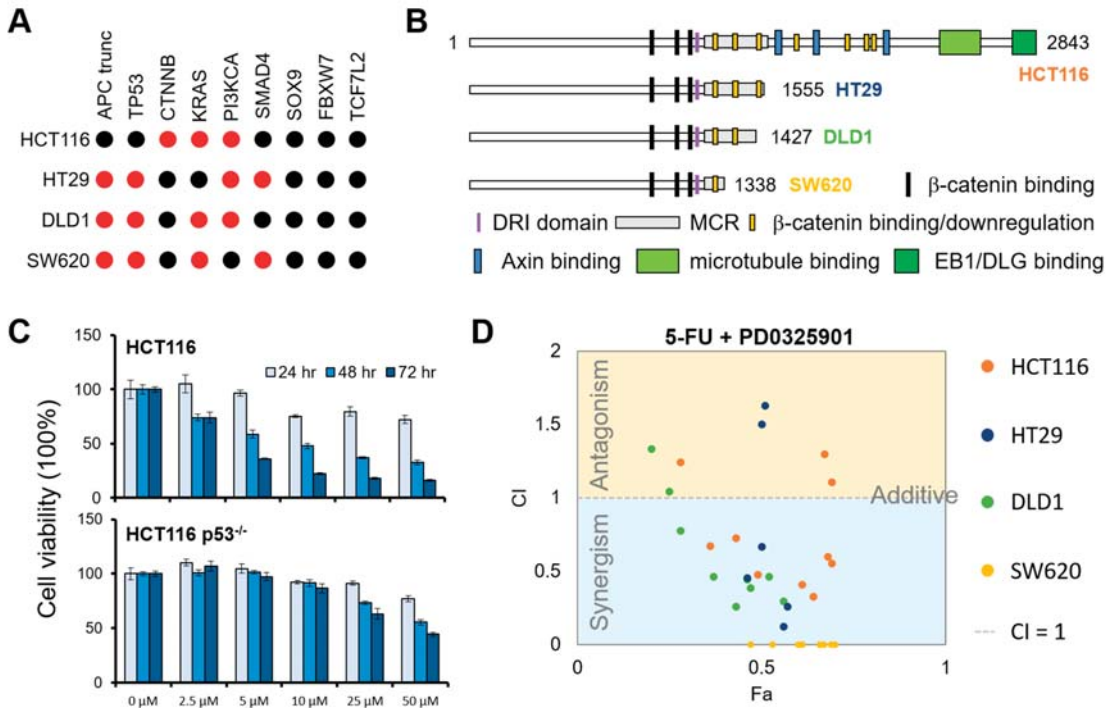 A
APC trunc
TP53
CTNNB
KRAS
PI3KCA
SMAD4
SOX9
FBXW7
TCF7L2
HCT116
HT29
DLD1
SW620
B
1
2843
HCT116
1555 HT29
1427 DLD1
1338 SW620
β-catenin binding
DRI domain
MCR
β-catenin binding/downregulation
Axin binding
microtubule binding
EB1/DLG binding
C
Cell viability (100%)
150
HCT116
24 hr 48 hr 72 hr
100
50
0
150
HCT116 p53-/-
100
50
0
0 µM 2.5 µM 5 µM 10 µM 25 µM 50 µM
D
5-FU + PD0325901
2
1.5
1
0.5
0
CI
Antagonism
Additive
Synergism
0 0.5 1
Fa
HCT116
HT29
DLD1
SW620
CI = 1